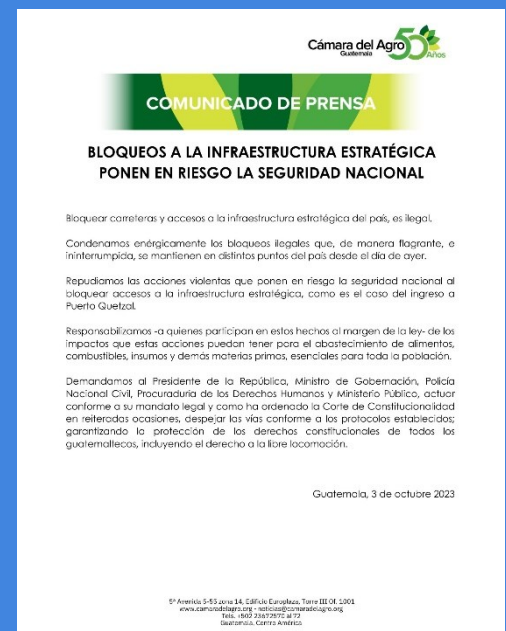 Cámara del Agro
Guatemala
50
Años
COMUNICADO DE PRENSA
BLOQUEOS A LA INFRAESTRUCTURA ESTRATÉGICA
PONEN EN RIESGO LA SEGURIDAD NACIONAL
Bloquear carreteras y accesos a la infraestructura estratégica del país, es ilegal.
Condenamos enérgicamente los bloqueos ilegales que, de manera flagrante, e
ininterrumpida, se mantienen en distintos puntos del país desde el día de ayer.
Repudiamos las acciones violentas que ponen en riesgo la seguridad nacional al
bloquear accesos a la infraestructura estratégica, como es el caso del ingreso a
Puerto Quetzal.
Responsabilizamos -a quienes participan en estos hechos al margen de la ley- de los
impactos que estas acciones puedan tener para el abastecimiento de alimentos,
combustibles, insumos y demás materias primas, esenciales para toda la población.
Demandamos al Presidente de la República, Ministro de Gobernación, Policía
Nacional Civil, Procuraduría de los Derechos Humanos y Ministerio Público, actuar
conforme a su mandato legal y como ha ordenado la Corte de Constitucionalidad
en reiteradas ocasiones, despejar las vías conforme a los protocolos establecidos;
garantizando la protección de los derechos constitucionales de todos los
guatemaltecos, incluyendo el derecho a la libre locomoción.
Guatemala, 3 de octubre 2023
5ª Avenida 5-55 zona 14, Edificio Europlaza, Torre III Of. 1001
www.camaradelagro.org - noticias@camaradelagro.org
Tels. +502 23672570 al 72
Guatemala, Centro América